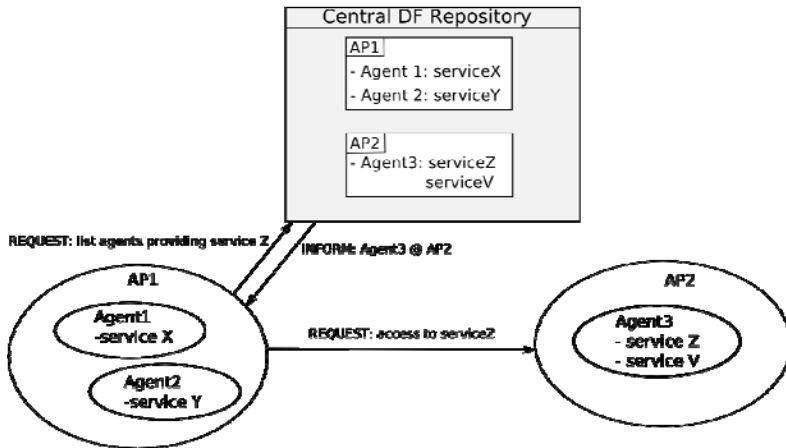 Central DF Repository
AP1
- Agent 1: serviceX
- Agent 2: serviceY
AP2
- Agent3: serviceZ
serviceV
REQUEST: list agents providing service Z
INFORM: Agent3 @ AP2
AP1
Agent1
-service X
Agent2
-service Y
REQUEST: access to serviceZ
AP2
Agent3
- service Z
- service V